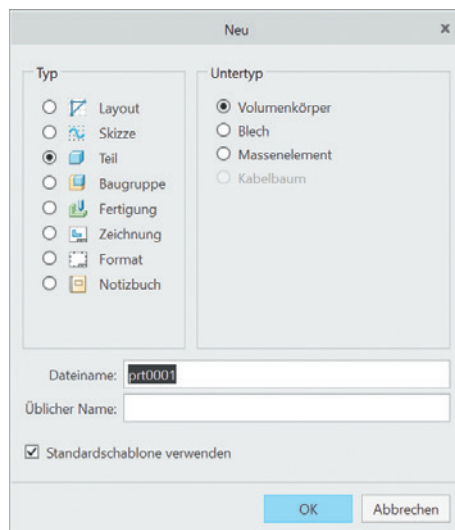 Neu
Typ
Layout
Skizze
Teil
Baugruppe
Fertigung
Zeichnung
Format
Notizbuch
Untertyp
Volumenkörper
Blech
Massenelement
Kabelbaum
Dateiname: prt0001
Üblicher Name:
Standardschablone verwenden
OK Abbrechen